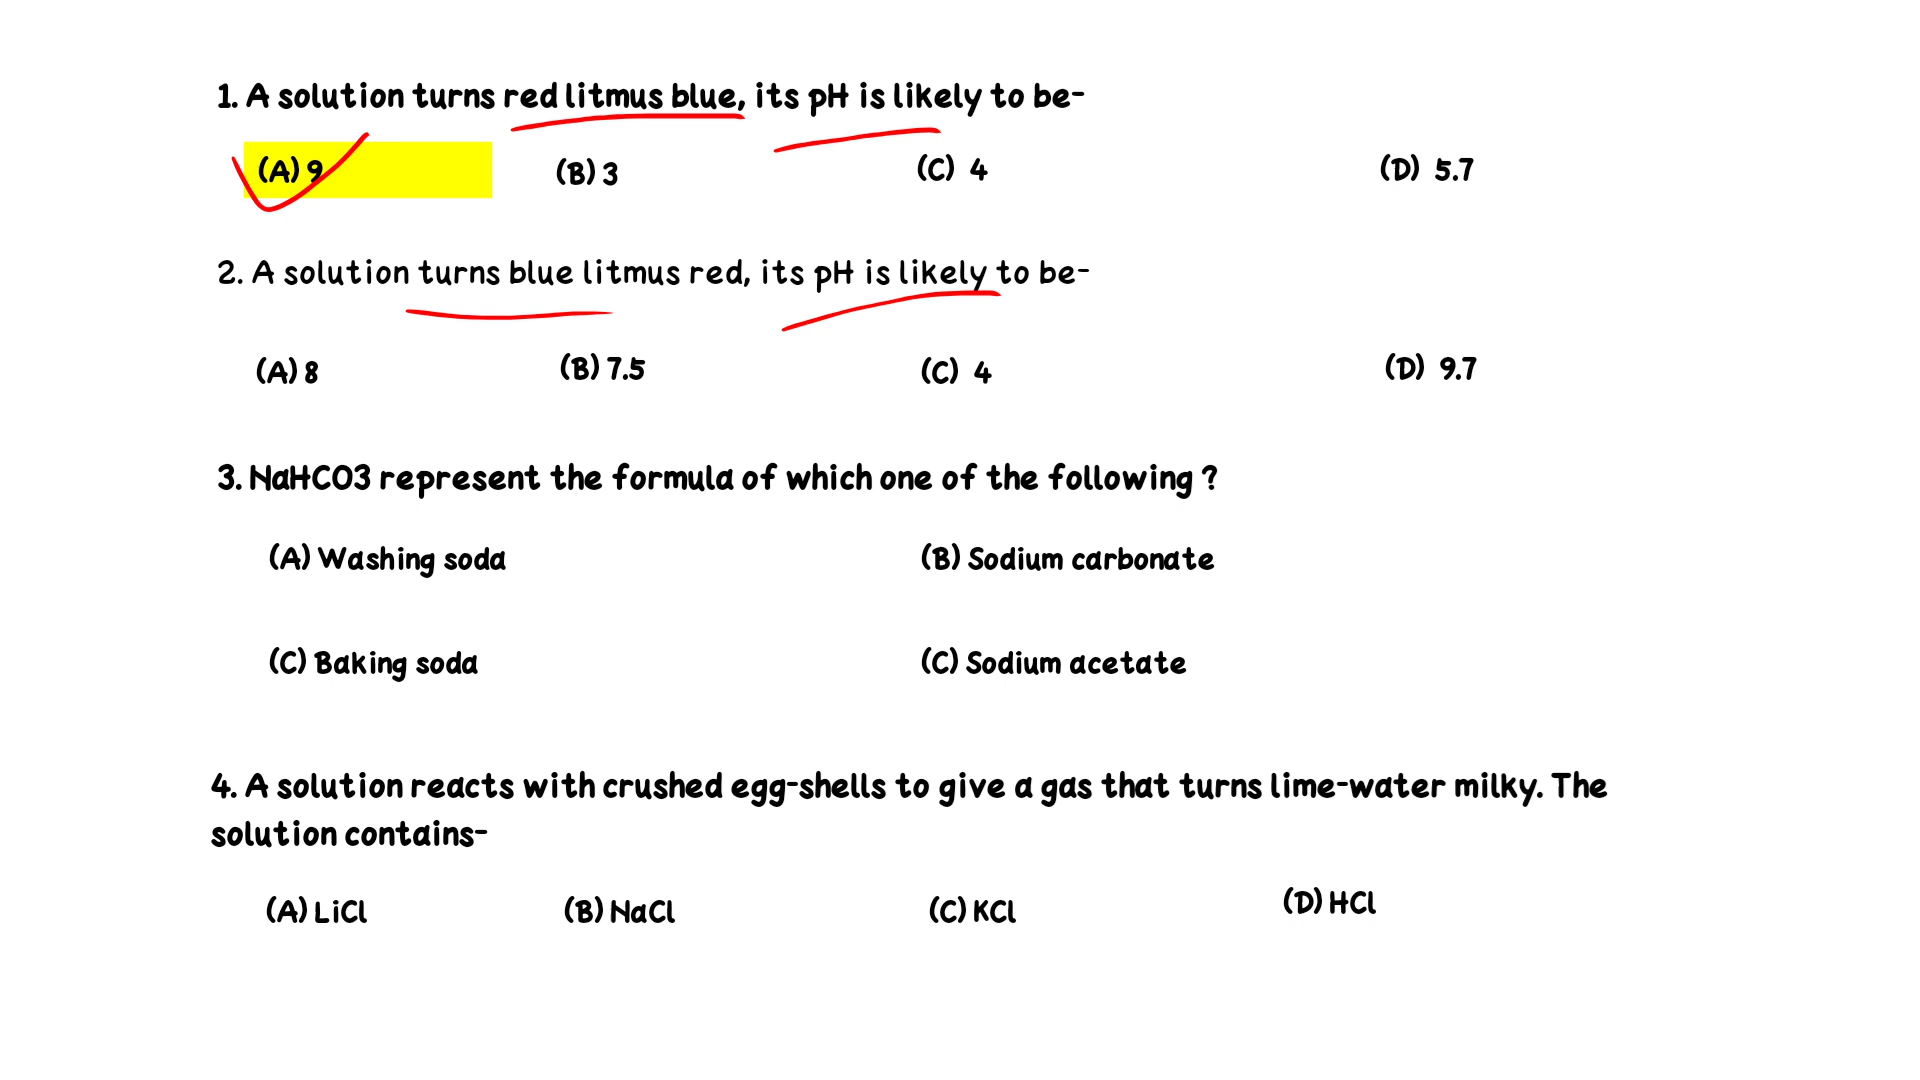 1. A solution turns red litmus blue, its pH is likely to be-
(A) 9 (B) 3 (C) 4 (D) 5.7
2. A solution turns blue litmus red, its pH is likely to be-
(A) 8 (B) 7.5 (C) 4 (D) 9.7
3. NaHCO3 represent the formula of which one of the following ?
(A) Washing soda (B) Sodium carbonate
(C) Baking soda (C) Sodium acetate
4. A solution reacts with crushed egg-shells to give a gas that turns lime-water milky. The
solution contains-
(A) LiCl (B) NaCl (C) KCl (D) HCl